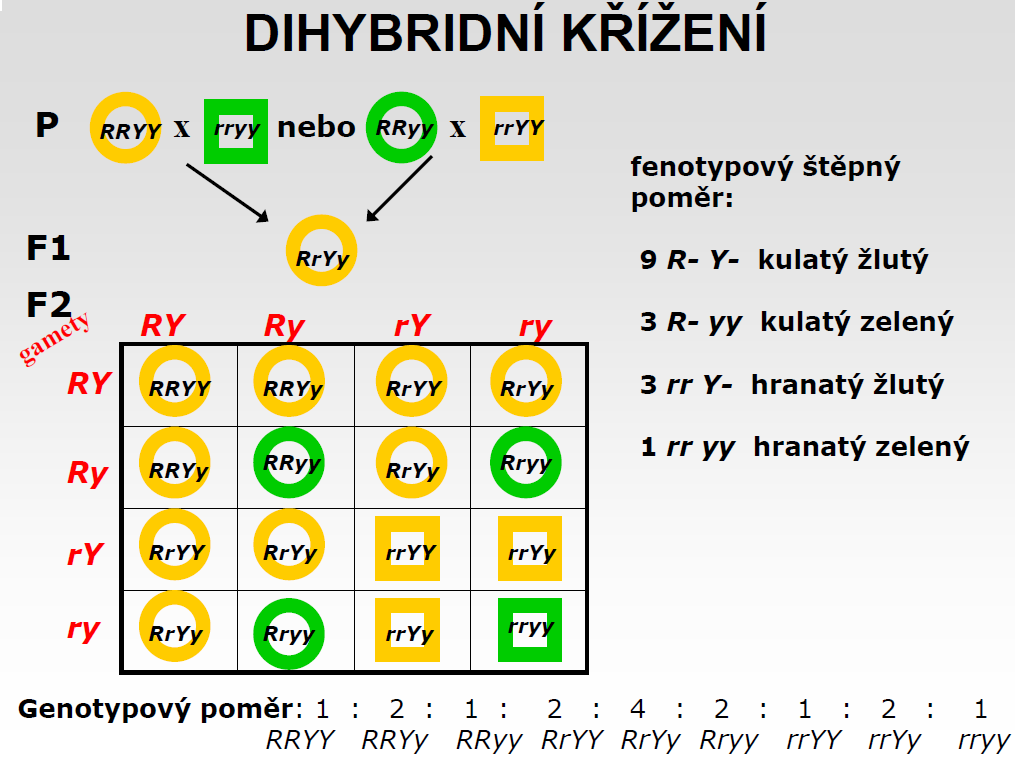 DIHYBRIDNÍ KŘÍŽENÍ
P RRYY x rryy nebo RRyy x rrYY
fenotypový štěpný
poměr:
F1 RrYy
9 R- Y- kulatý žlutý
F2
3 R- yy kulatý zelený
gamety
RY Ry rY ry
RY RRYY RRYy RrYY RrYy
3 rr Y- hranatý žlutý
Ry RRYy RRyy RrYy Rryy
1 rr yy hranatý zelený
rY RrYY RrYy rrYY rrYy
ry RrYy Rryy rrYy rryy
Genotypový poměr: 1 : 2 : 1 : 2 : 4 : 2 : 1 : 2 : 1
RRYY RRYy RRyy RrYY RrYy Rryy rrYY rrYy rryy